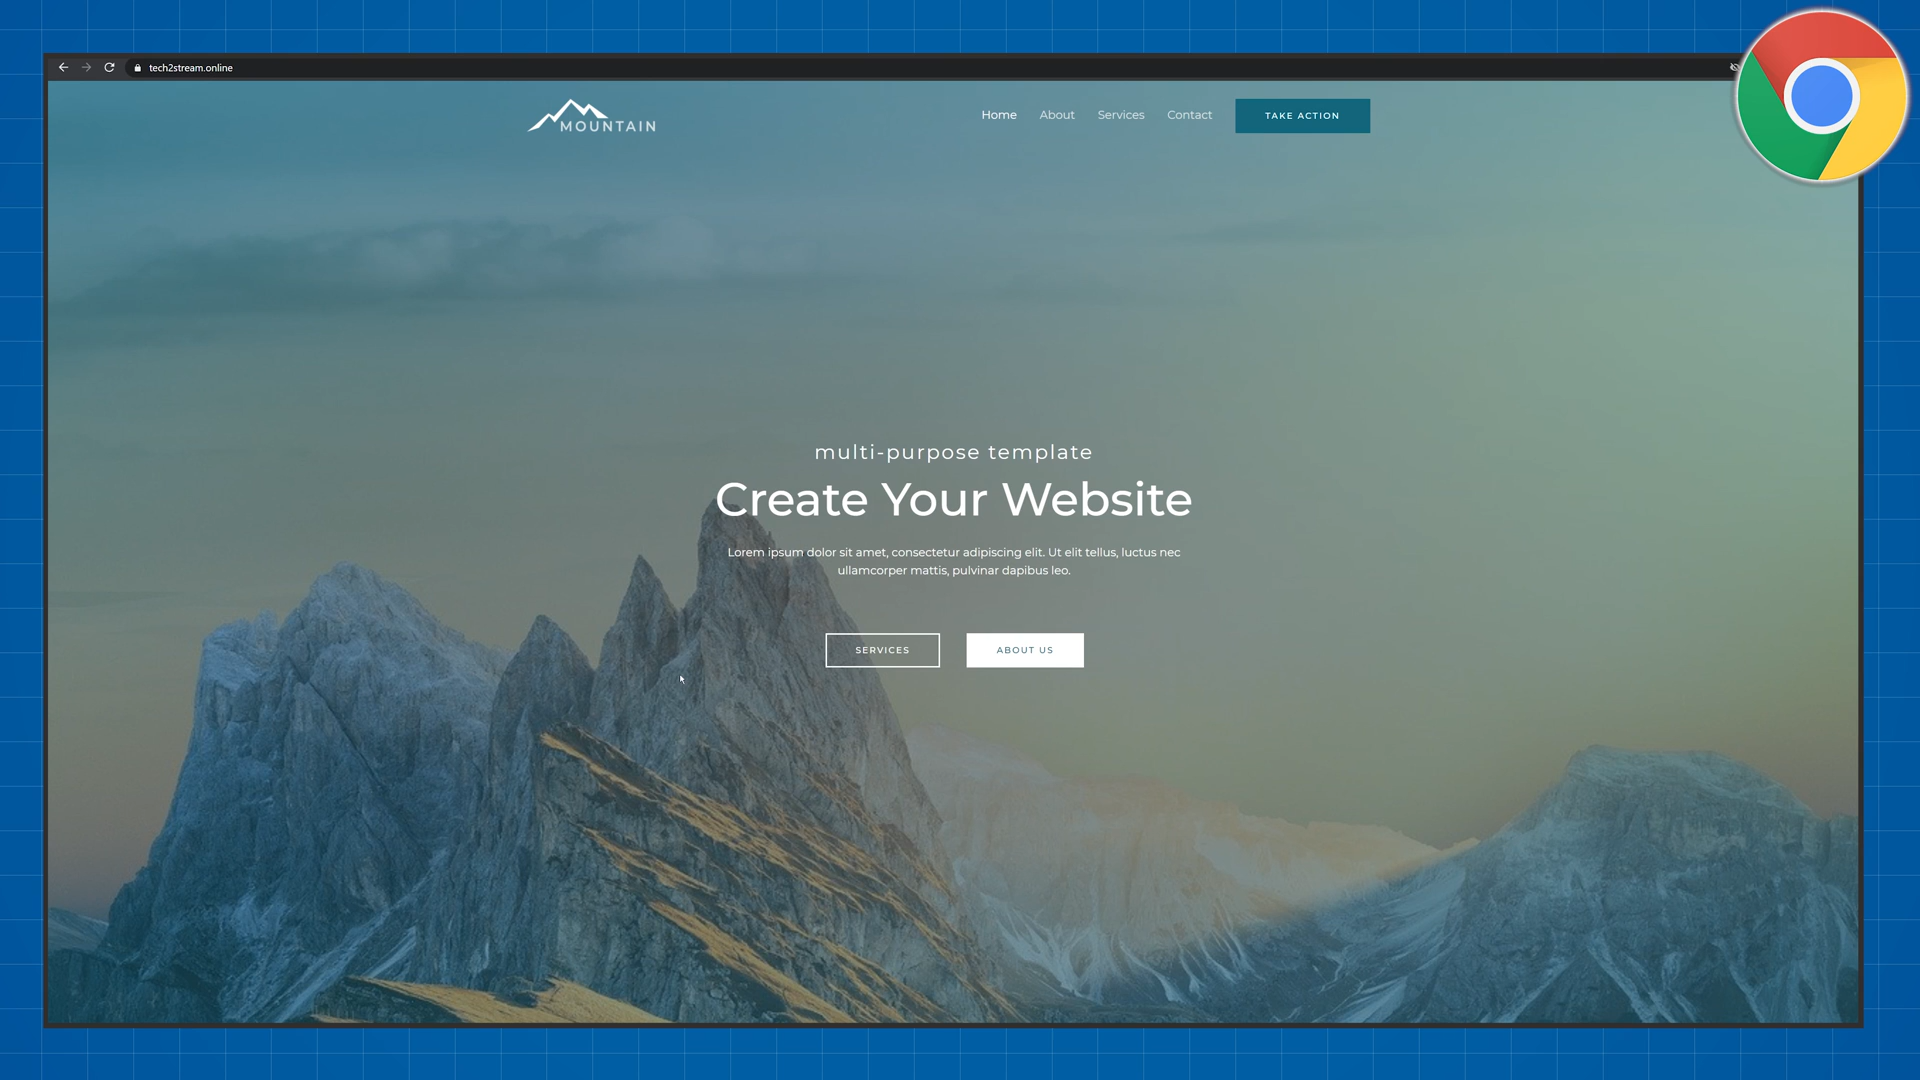 tech2stream.online
MOUNTAIN
Home About Services Contact TAKE ACTION
multi-purpose template
Create Your Website
Lorem ipsum dolor sit amet, consectetur adipiscing elit. Ut elit tellus, luctus nec
ullamcorper mattis, pulvinar dapibus leo.
SERVICES ABOUT US